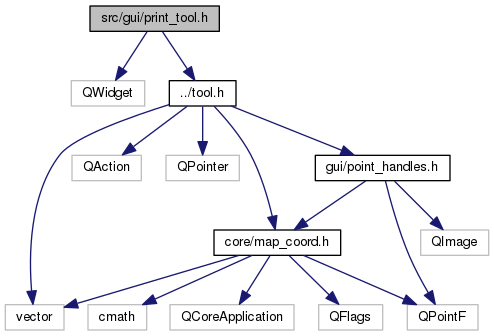 src/gui/print_tool.h
QWidget
../tool.h
QAction
QPointer
gui/point_handles.h
core/map_coord.h
QImage
vector
cmath
QCoreApplication
QFlags
QPointF